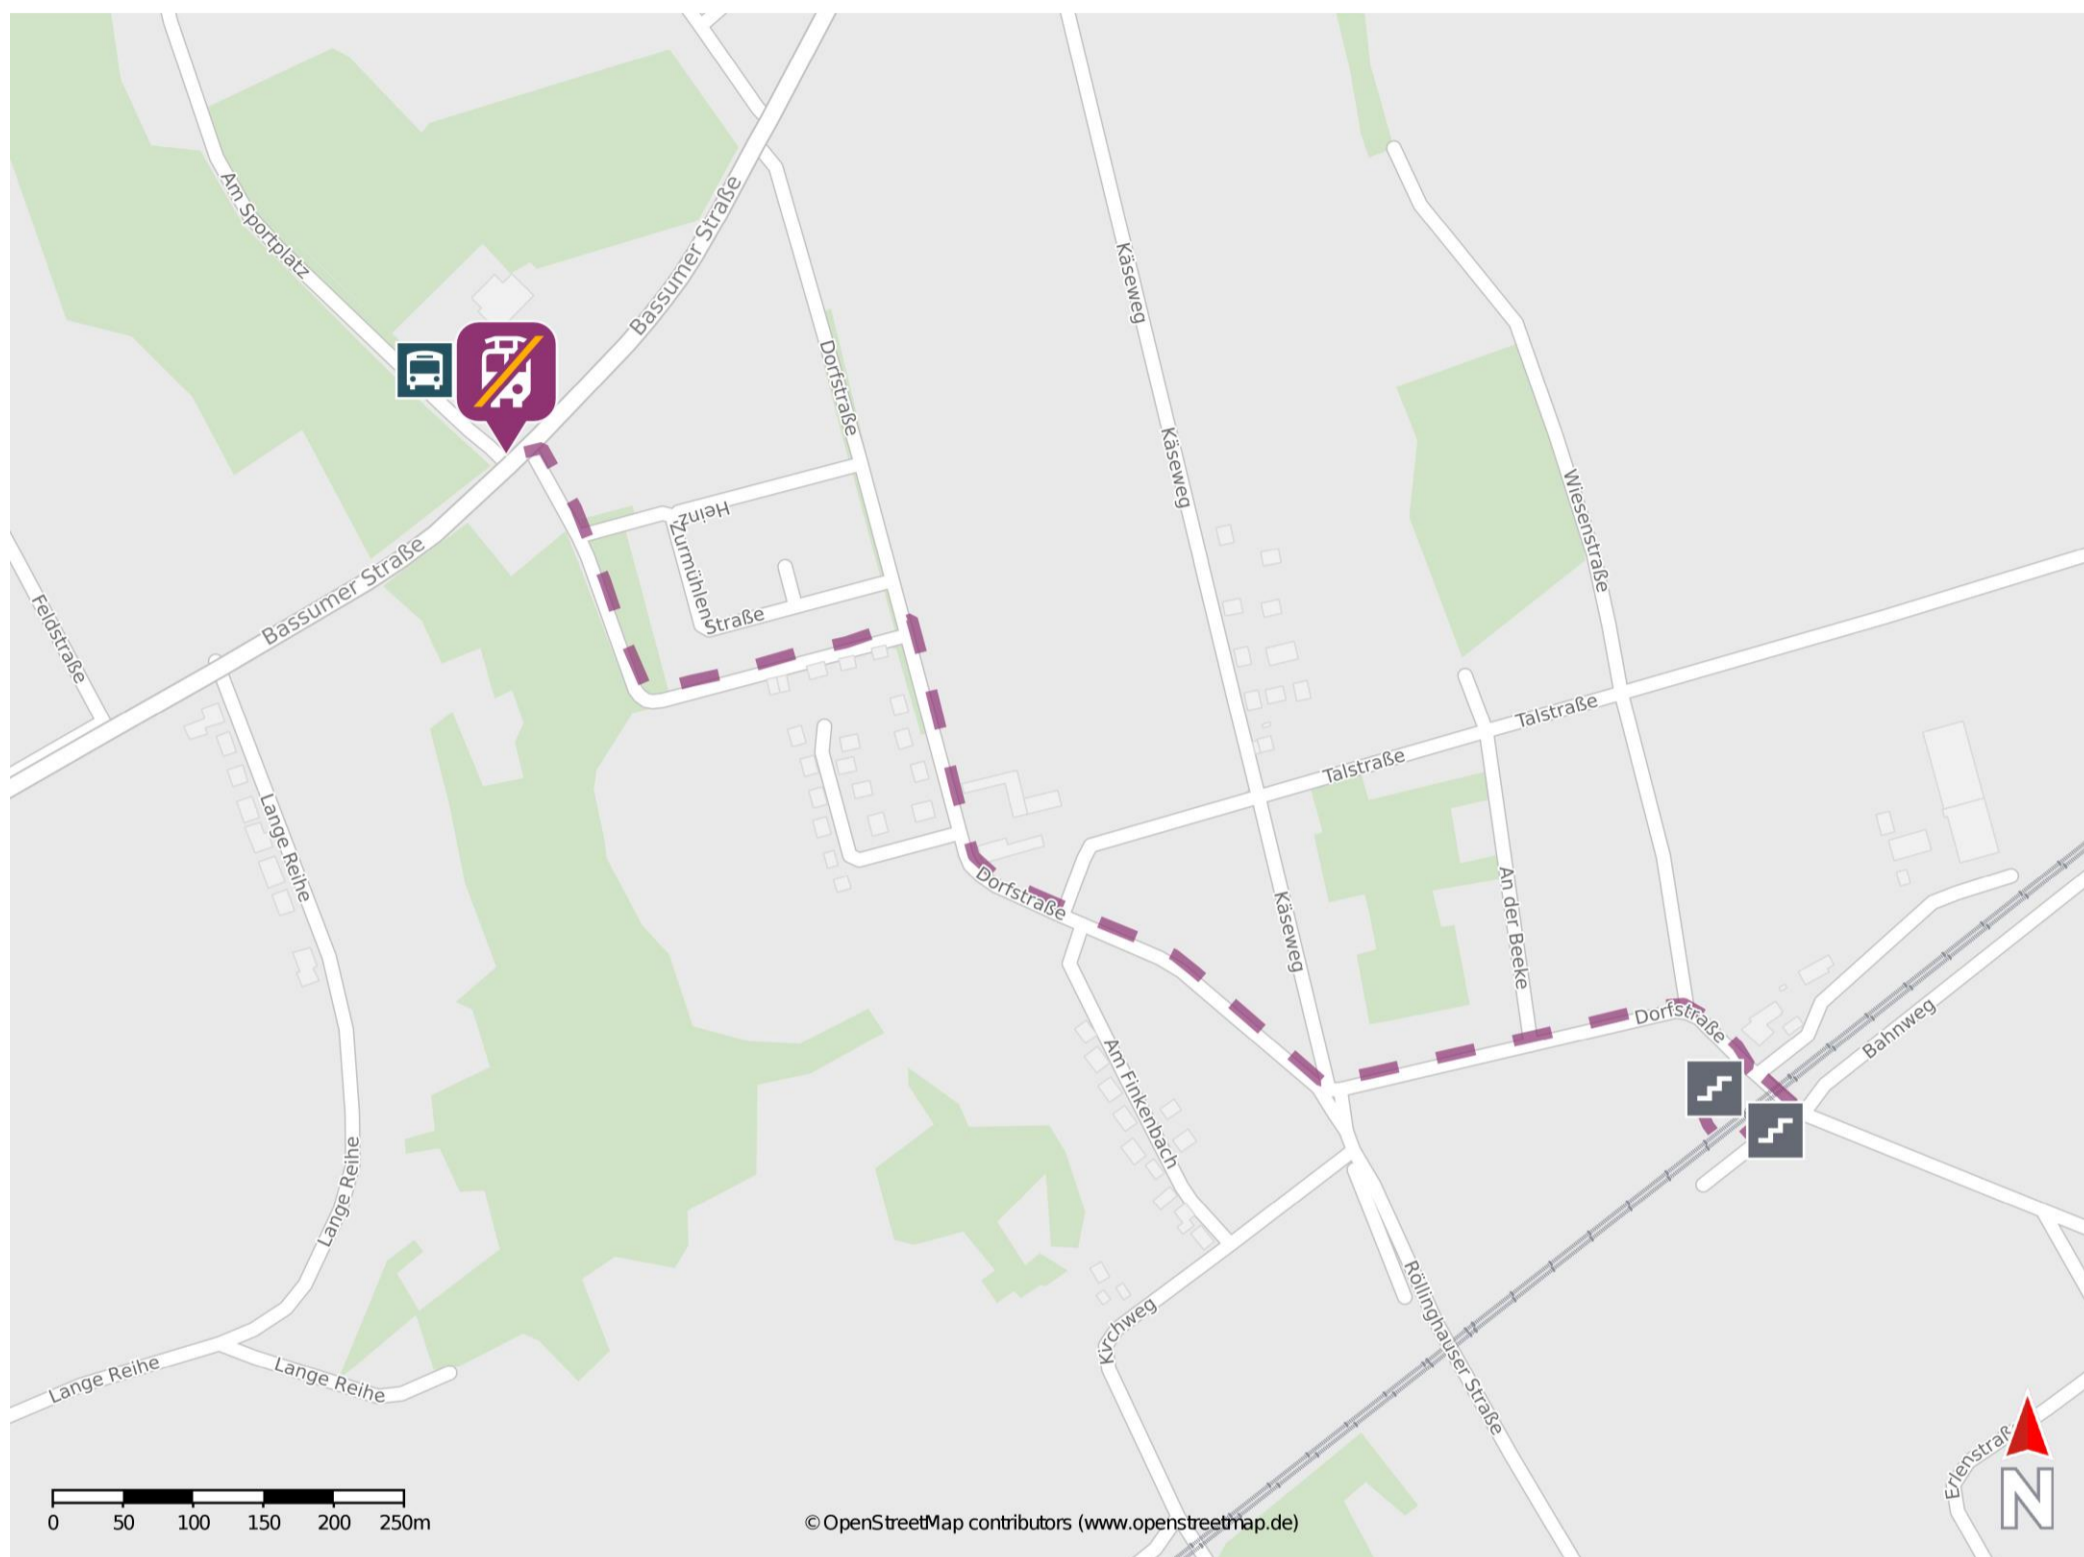 Am Sportplatz
Bassumer Straße
Käseweg
Dorfstraße
Käseweg
Heinz-
Zurmühlen-
Straße
Wiesenstraße
Bassumer Straße
Feldstraße
Talstraße
Talstraße
Lange Reihe
Dorfstraße
Käseweg
An der Beeke
Dorfstraße
Bahnweg
Am Finkenbach
Lange Reihe
Röllinghauser Straße
Kirchweg
Lange Reihe
Lange Reihe
N
0 50 100 150 200 250m
© OpenStreetMap contributors (www.openstreetmap.de)